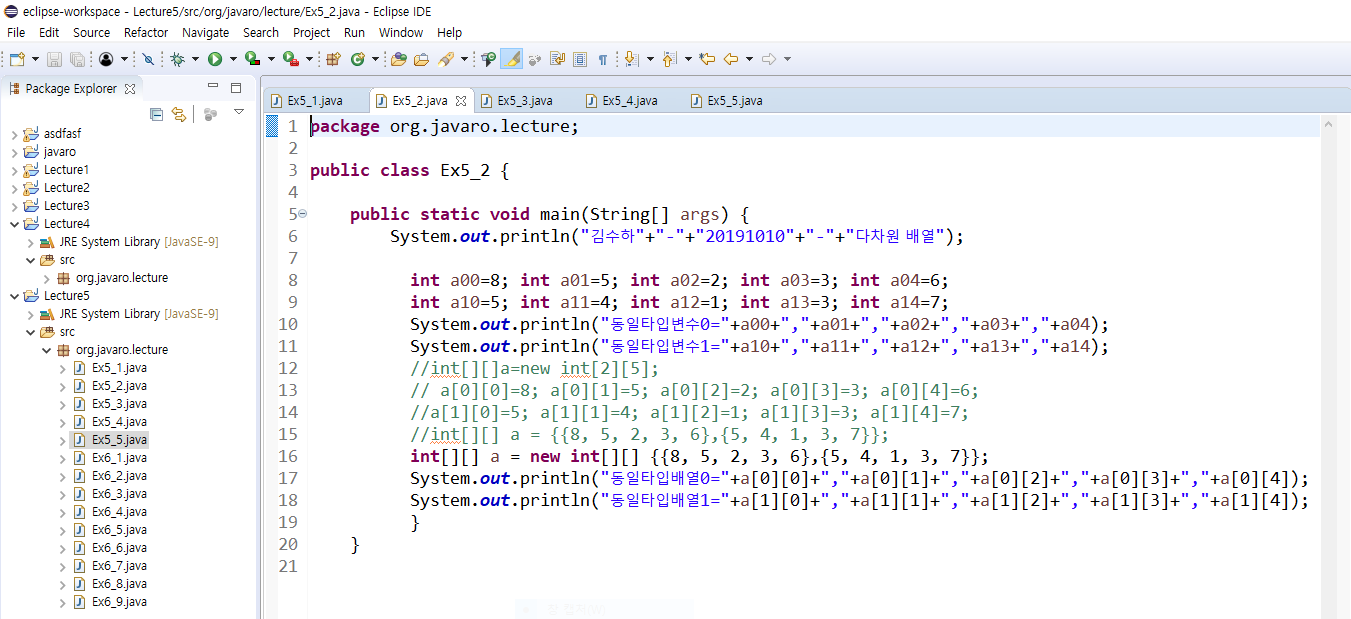 eclipse-workspace - Lecture5/src/org/javaro/lecture/Ex5_2.java - Eclipse IDE
File Edit Source Refactor Navigate Search Project Run Window Help
Package Explorer
asdfasf
javaro
Lecture1
Lecture2
Lecture3
Lecture4
JRE System Library [JavaSE-9]
src
org.javaro.lecture
Lecture5
JRE System Library [JavaSE-9]
src
org.javaro.lecture
Ex5_1.java
Ex5_2.java
Ex5_3.java
Ex5_4.java
Ex5_5.java
Ex6_1.java
Ex6_2.java
Ex6_3.java
Ex6_4.java
Ex6_5.java
Ex6_6.java
Ex6_7.java
Ex6_8.java
Ex6_9.java
Ex5_1.java Ex5_2.java Ex5_3.java Ex5_4.java Ex5_5.java
1 package org.javaro.lecture;
2
3 public class Ex5_2 {
4
5 public static void main(String[] args) {
6 System.out.println("김수하"+"-"+"20191010"+"-"+"다차원 배열");
7
8 int a00=8; int a01=5; int a02=2; int a03=3; int a04=6;
9 int a10=5; int a11=4; int a12=1; int a13=3; int a14=7;
10 System.out.println("동일타입변수0="+a00+","+a01+","+a02+","+a03+","+a04);
11 System.out.println("동일타입변수1="+a10+","+a11+","+a12+","+a13+","+a14);
12 //int[][]a=new int[2][5];
13 // a[0][0]=8; a[0][1]=5; a[0][2]=2; a[0][3]=3; a[0][4]=6;
14 //a[1][0]=5; a[1][1]=4; a[1][2]=1; a[1][3]=3; a[1][4]=7;
15 //int[][] a = {{8, 5, 2, 3, 6},{5, 4, 1, 3, 7}};
16 int[][] a = new int[][] {{8, 5, 2, 3, 6},{5, 4, 1, 3, 7}};
17 System.out.println("동일타입배열0="+a[0][0]+","+a[0][1]+","+a[0][2]+","+a[0][3]+","+a[0][4]);
18 System.out.println("동일타입배열1="+a[1][0]+","+a[1][1]+","+a[1][2]+","+a[1][3]+","+a[1][4]);
19 }
20 }
21